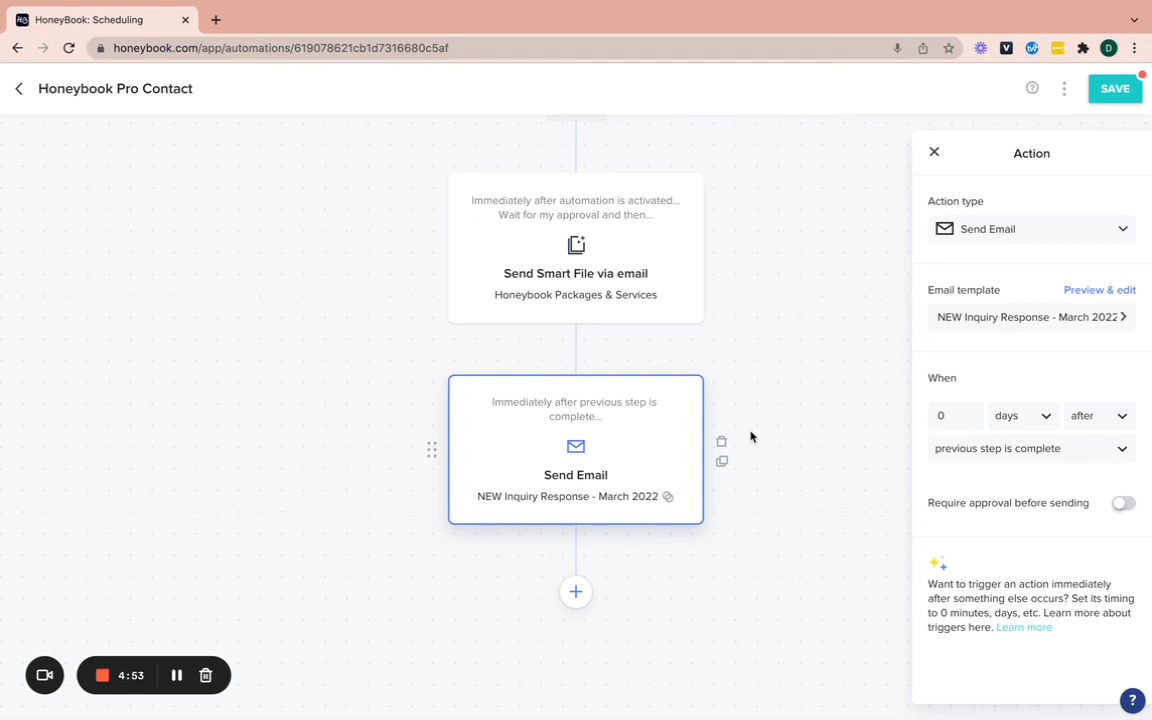 HoneyBook: Scheduling
honeybook.com/app/automations/619078621cb1d7316680c5af
D
Honeybook Pro Contact
SAVE
Immediately after automation is activated...
Wait for my approval and then...
Send Smart File via email
Honeybook Packages & Services
Immediately after previous step is
complete...
Send Email
NEW Inquiry Response - March 2022
Action
Action type
Send Email
Email template
Preview & edit
NEW Inquiry Response - March 2022
When
0 days after
previous step is complete
Require approval before sending
Want to trigger an action immediately
after something else occurs? Set its timing
to 0 minutes, days, etc. Learn more about
triggers here. Learn more
4:53
?